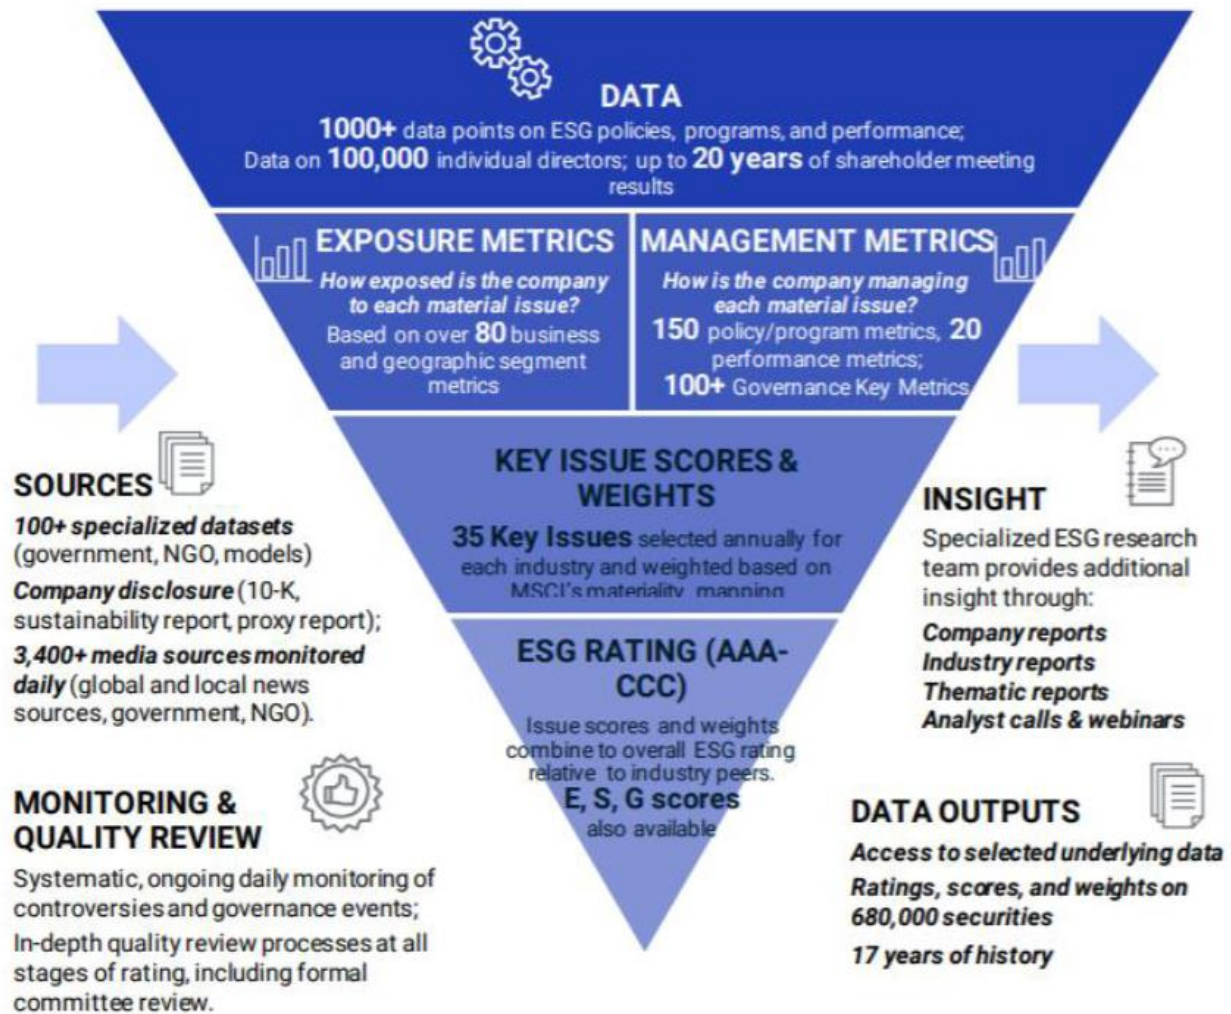 DATA
1000+ data points on ESG policies, programs, and performance;
Data on 100,000 individual directors; up to 20 years of shareholder meeting
results
EXPOSURE METRICS
How exposed is the company
to each material issue?
Based on over 80 business
and geographic segment
metrics
MANAGEMENT METRICS
How is the company managing
each material issue?
150 policy/program metrics, 20
performance metrics;
100+ Governance Key Metrics
KEY ISSUE SCORES &
WEIGHTS
35 Key Issues selected annually for
each industry and weighted based on
MSCI's materiality mapping
ESG RATING (AAA-
CCC)
Issue scores and weights
combine to overall ESG rating
relative to industry peers.
E, S, G scores
also available
SOURCES
100+ specialized datasets
(government, NGO, models)
Company disclosure (10-K,
sustainability report, proxy report);
3,400+ media sources monitored
daily (global and local news
sources, government, NGO).
MONITORING &
QUALITY REVIEW
Systematic, ongoing daily monitoring of
controversies and governance events;
In-depth quality review processes at all
stages of rating, including formal
committee review.
INSIGHT
Specialized ESG research
team provides additional
insight through:
Company reports
Industry reports
Thematic reports
Analyst calls & webinars
DATA OUTPUTS
Access to selected underlying data
Ratings, scores, and weights on
680,000 securities
17 years of history